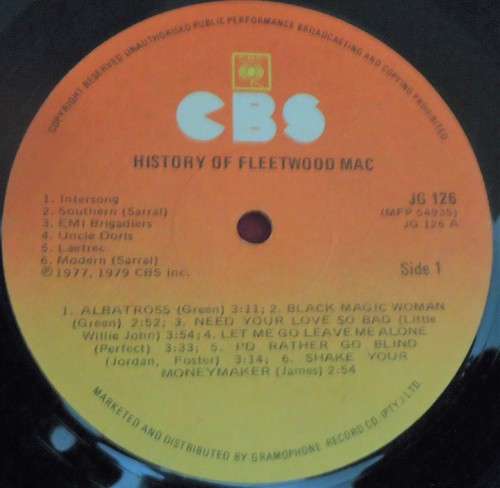 COPYRIGHT RESERVED UNAUTHORISED PUBLIC PERFORMANCE BROADCASTING AND COPYING PROHIBITED
CBS
HISTORY OF FLEETWOOD MAC
1. Intersong
2. Southern (Sarral)
3. EMI Brigadiers
4. Uncle Doris
5. Laetrec
6. Modern (Sarral)
℗1977, 1979 CBS Inc.
JG 126
(MFP 54935)
JG 126 A
Side 1
1. ALBATROSS (Green) 3:11; 2. BLACK MAGIC WOMAN
(Green) 2:52; 3. NEED YOUR LOVE SO BAD (Little
Willie John) 3:54; 4. LET ME GO LEAVE ME ALONE
(Perfect) 3:33; 5. I'D RATHER GO BLIND
(Jordan, Foster) 3:14; 6. SHAKE YOUR
MONEYMAKER (James) 2:54
MARKETED AND DISTRIBUTED BY GRAMOPHONE RECORD CO. (PTY) LTD.